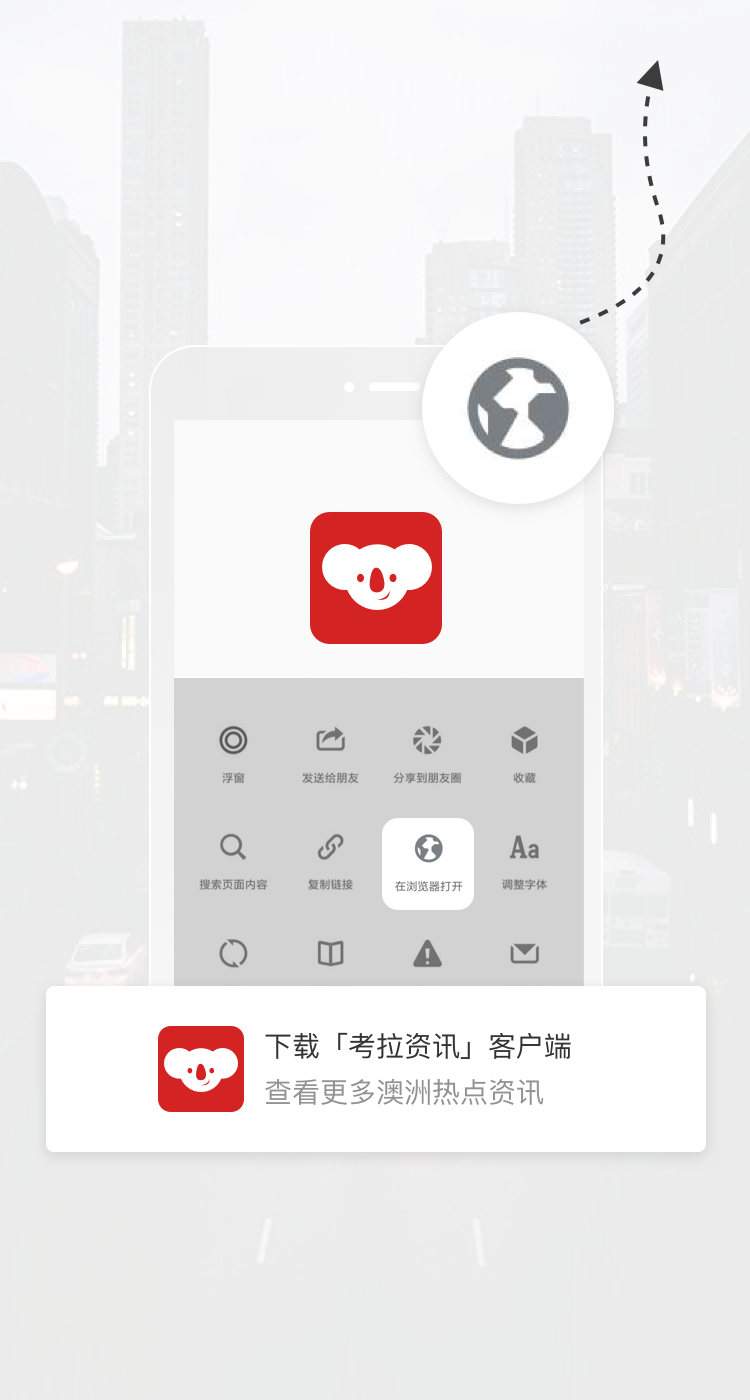 浮窗
发送给朋友
分享到朋友圈
收藏
搜索页面内容
复制链接
在浏览器打开
Aa
调整字体
下载「考拉资讯」客户端
查看更多澳洲热点资讯